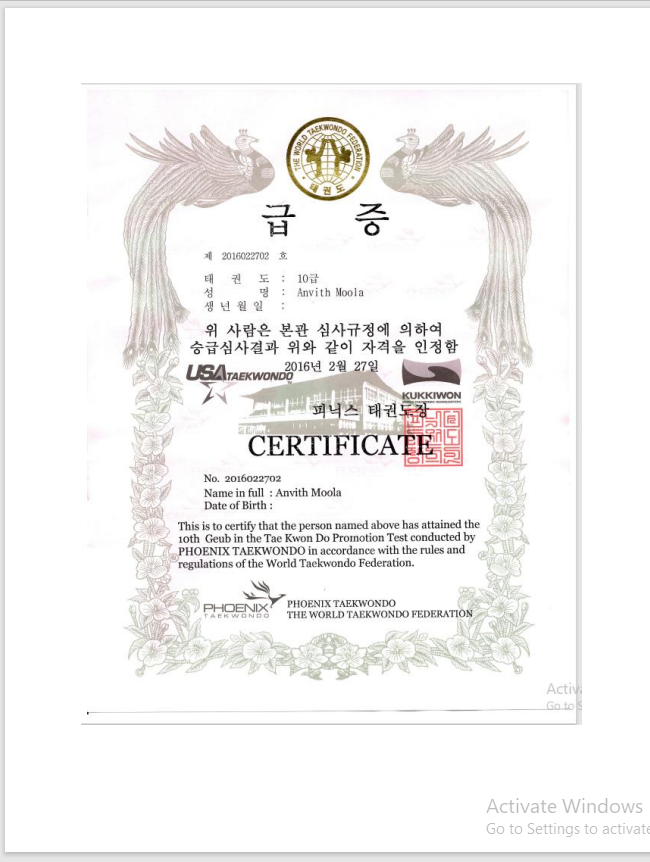 THE WORLD TAEKWONDO FEDERATION
태권도
급 증
제 2016022702 호
태 권 도 : 10급
성 명 : Anvith Moola
생 년 월 일 :
위 사람은 본관 심사규정에 의하여
승급심사결과 위와 같이 자격을 인정함
2016년 2월 27일
USA TAEKWONDO
KUKKIWON
피닉스 태권도장
CERTIFICATE
No. 2016022702
Name in full : Anvith Moola
Date of Birth :
This is to certify that the person named above has attained the
10th Geub in the Tae Kwon Do Promotion Test conducted by
PHOENIX TAEKWONDO in accordance with the rules and
regulations of the World Taekwondo Federation.
PHOENIX
TAEKWONDO
PHOENIX TAEKWONDO
THE WORLD TAEKWONDO FEDERATION
Activ
Go to S
Activate Windows
Go to Settings to activate